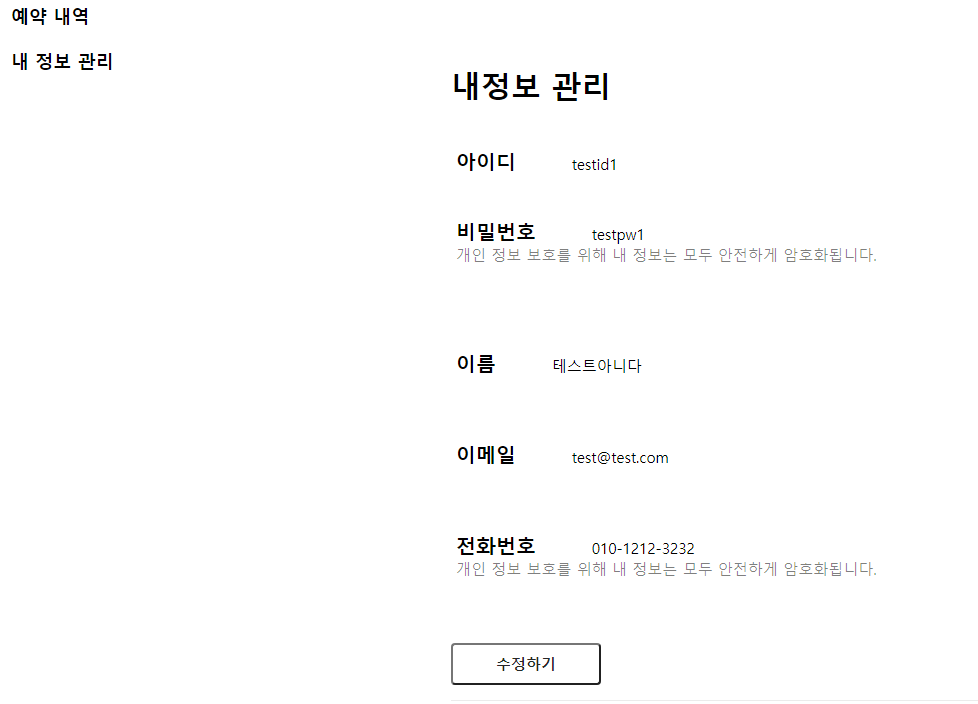 예약 내역
내 정보 관리
내정보 관리
아이디 testid1
비밀번호 testpw1
개인 정보 보호를 위해 내 정보는 모두 안전하게 암호화됩니다.
이름 테스트아니다
이메일 test@test.com
전화번호 010-1212-3232
개인 정보 보호를 위해 내 정보는 모두 안전하게 암호화됩니다.
수정하기